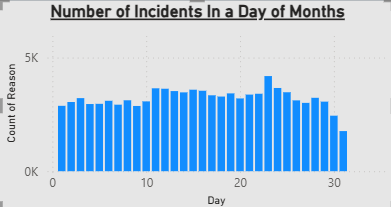 Number of Incidents In a Day of Months
5K
Count of Reason
0K
0 10 20 30
Day